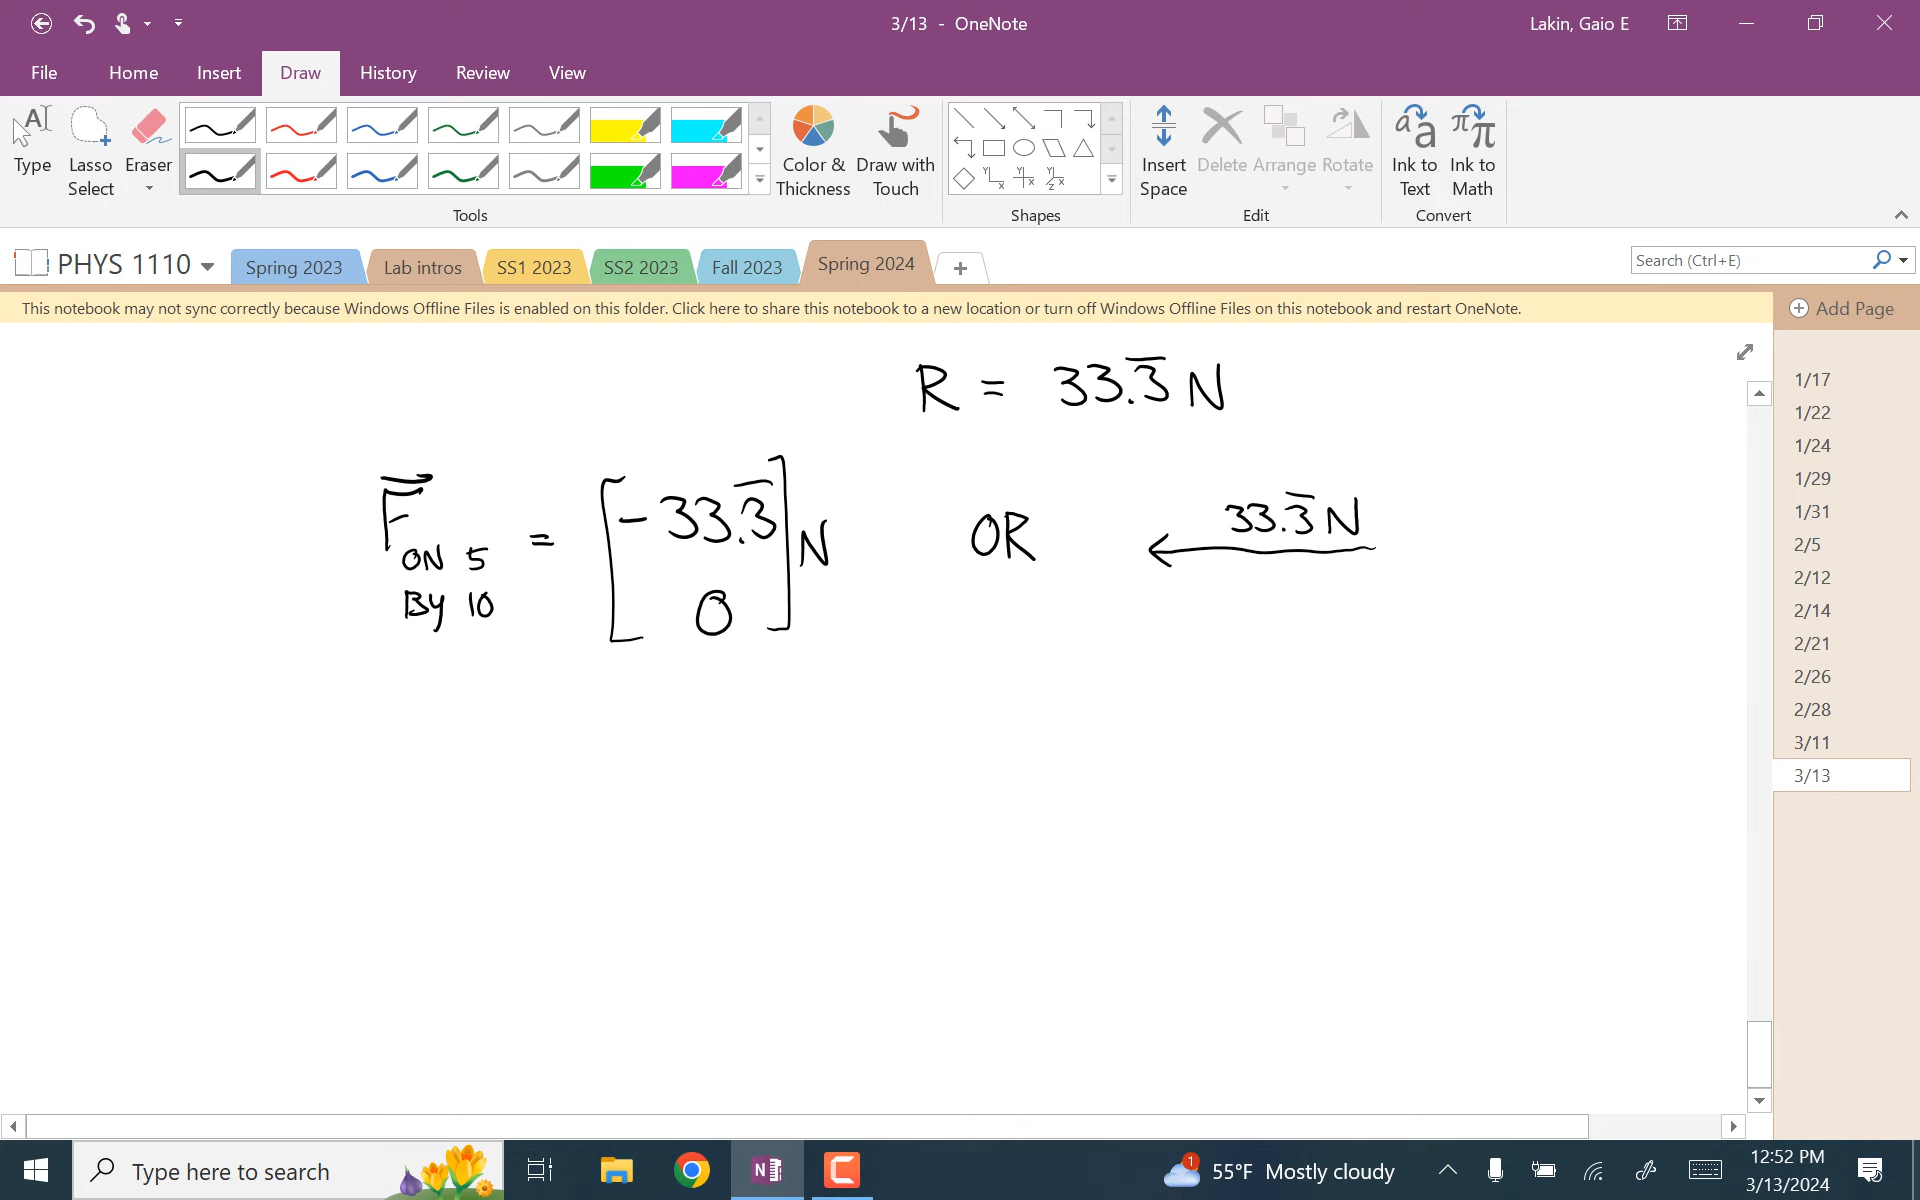 3/13 - OneNote
Lakin, Gaio E
File Home Insert Draw History Review View
Type
Lasso Select
Eraser
Color & Thickness
Draw with Touch
Insert Space
Delete
Arrange
Rotate
Ink to Text
Ink to Math
Tools
Shapes
Edit
Convert
PHYS 1110
Spring 2023
Lab intros
SS1 2023
SS2 2023
Fall 2023
Spring 2024
Search (Ctrl+E)
This notebook may not sync correctly because Windows Offline Files is enabled on this folder. Click here to share this notebook to a new location or turn off Windows Offline Files on this notebook and restart OneNote.
Add Page
1/17
1/22
1/24
1/29
1/31
2/5
2/12
2/14
2/21
2/26
2/28
3/11
3/13
R = 33.3̅ N
F⃗ ON 5 BY 10 = [-33.3̅ 0] N OR 33.3̅ N
Type here to search
1
55°F Mostly cloudy
12:52 PM
3/13/2024